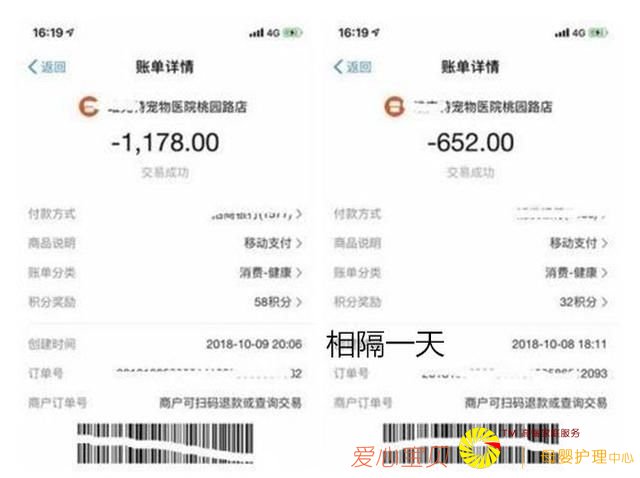 16:19
4G
返回
账单详情
宠物医院桃园路店
-1,178.00
交易成功
付款方式
商品说明
移动支付
账单分类
消费-健康
积分奖励
58积分
创建时间
2018-10-09 20:06
订单号
商户订单号
商户可扫码退款或查询交易
16:19
4G
返回
账单详情
宠物医院桃园路店
-652.00
交易成功
付款方式
商品说明
移动支付
账单分类
消费-健康
积分奖励
32积分
相隔一天
2018-10-08 18:11
订单号
2093
商户订单号
商户可扫码退款或查询交易
爱心宝贝
TM 高端家庭服务
母婴护理中心